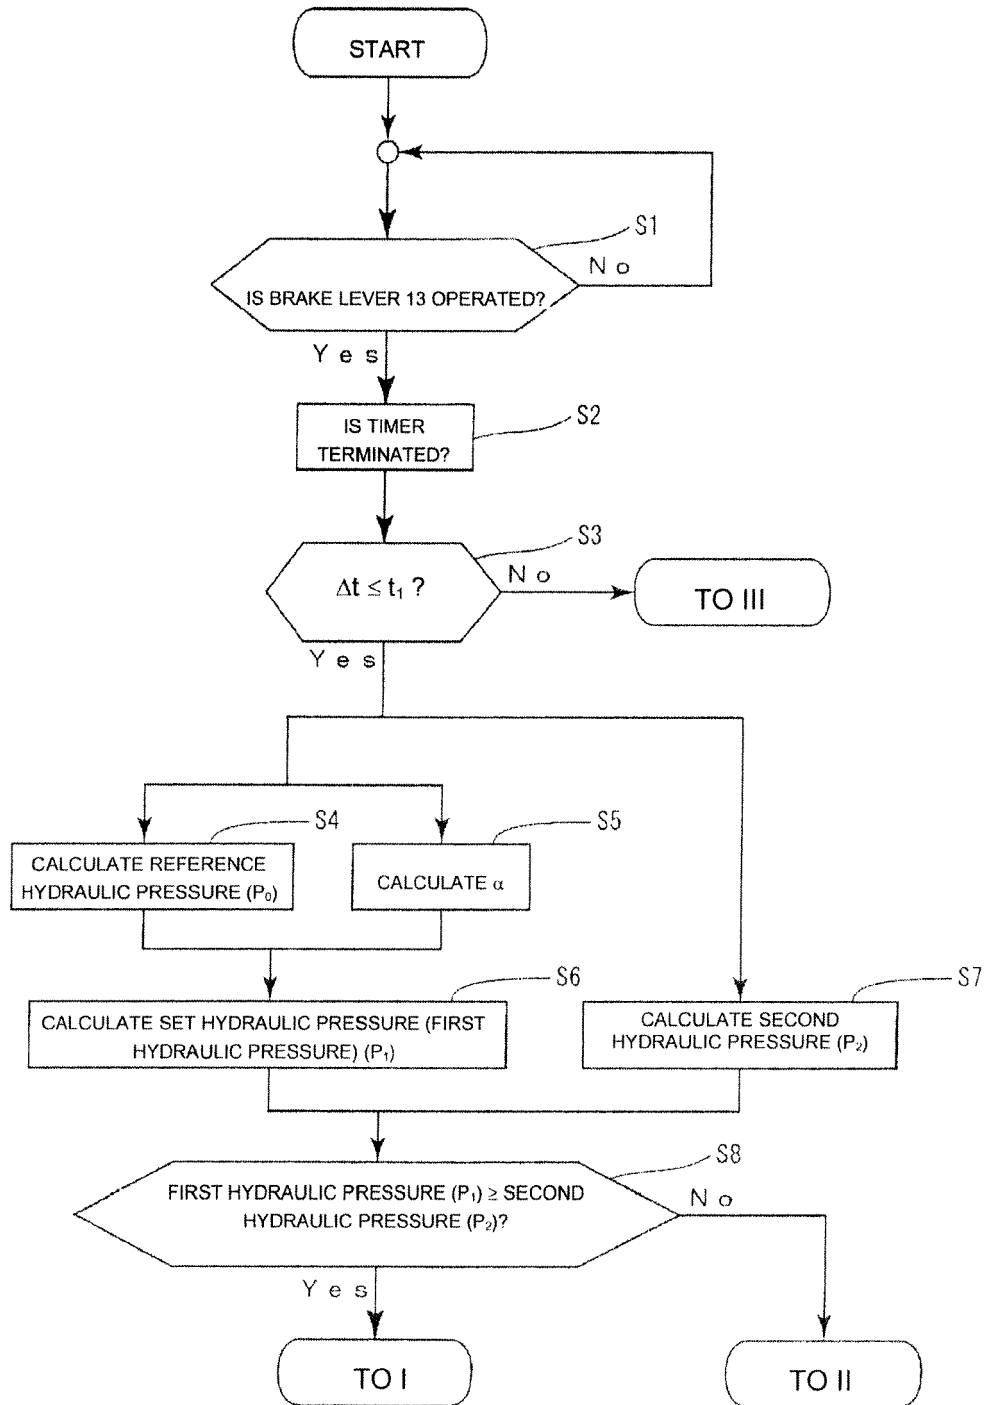 START
S1
No
IS BRAKE LEVER 13 OPERATED?
Yes
S2
IS TIMER
TERMINATED?
S3
Δt ≤ t₁ ?
No
TO III
Yes
S4
S5
CALCULATE REFERENCE
HYDRAULIC PRESSURE (P₀)
CALCULATE α
S6
S7
CALCULATE SET HYDRAULIC PRESSURE (FIRST
HYDRAULIC PRESSURE) (P₁)
CALCULATE SECOND
HYDRAULIC PRESSURE (P₂)
S8
FIRST HYDRAULIC PRESSURE (P₁) ≥ SECOND
HYDRAULIC PRESSURE (P₂)?
No
Yes
TO I
TO II